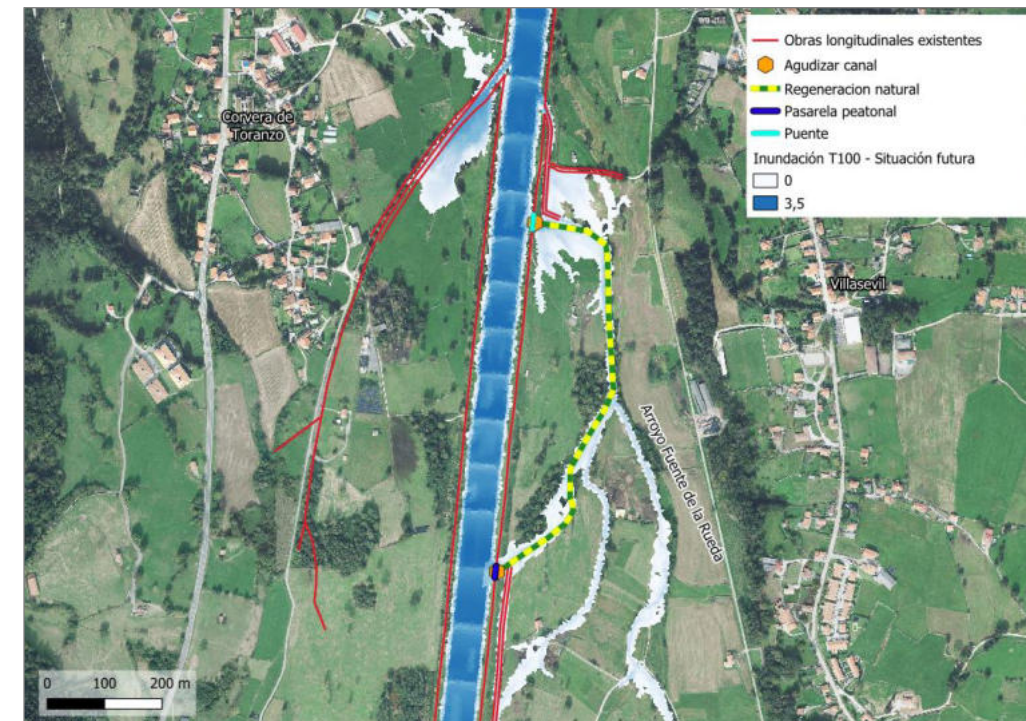 Obras longitudinales existentes
Agudizar canal
Regeneracion natural
Pasarela peatonal
Puente
Inundación T100 - Situación futura
0
3,5
Corvera de
Toranzo
Villasevil
Arroyo Fuente de la Rueda
0 100 200 m